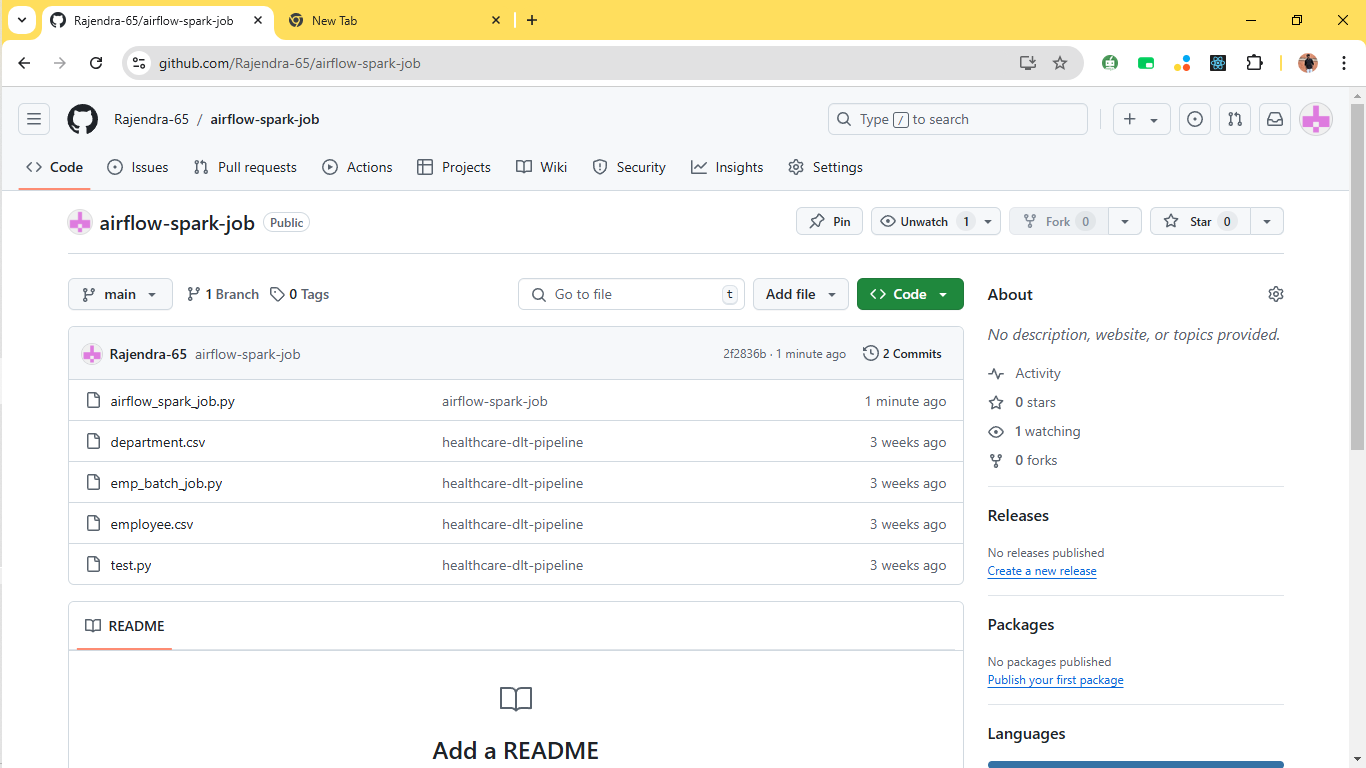 Rajendra-65/airflow-spark-job
New Tab
github.com/Rajendra-65/airflow-spark-job
Rajendra-65 / airflow-spark-job
Type / to search
Code
Issues
Pull requests
Actions
Projects
Wiki
Security
Insights
Settings
airflow-spark-job
Public
Pin
Unwatch 1
Fork 0
Star 0
main
1 Branch
0 Tags
Go to file
t
Add file
Code
Rajendra-65 airflow-spark-job
2f2836b · 1 minute ago
2 Commits
airflow_spark_job.py airflow-spark-job 1 minute ago
department.csv healthcare-dlt-pipeline 3 weeks ago
emp_batch_job.py healthcare-dlt-pipeline 3 weeks ago
employee.csv healthcare-dlt-pipeline 3 weeks ago
test.py healthcare-dlt-pipeline 3 weeks ago
README
Add a README
About
No description, website, or topics provided.
Activity
0 stars
1 watching
0 forks
Releases
No releases published
Create a new release
Packages
No packages published
Publish your first package
Languages